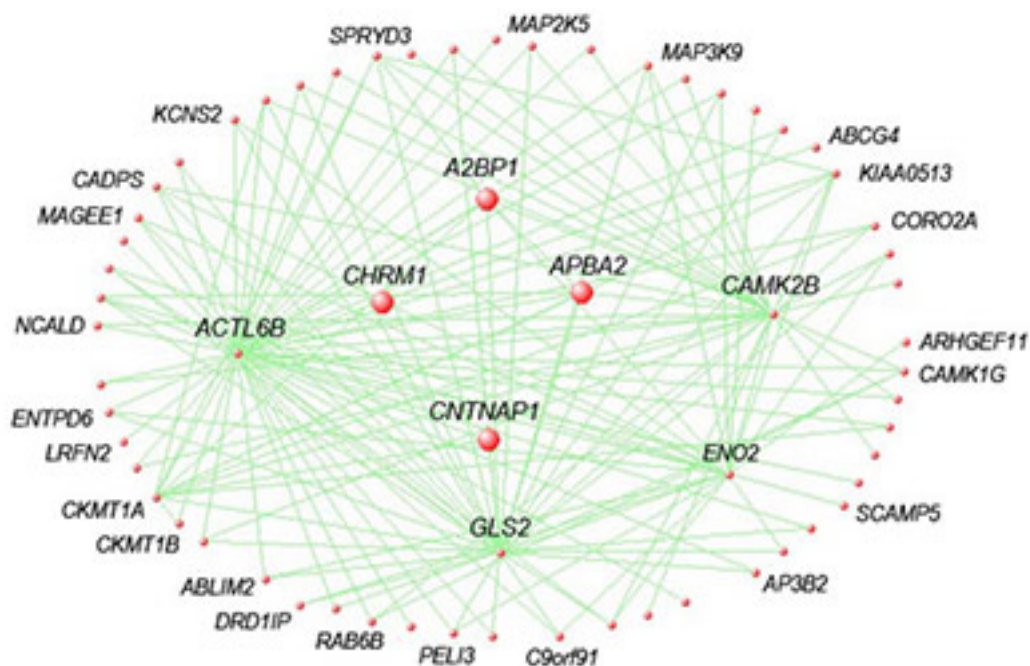 MAP2K5
SPRYD3
MAP3K9
KCNS2
ABCG4
A2BP1
KIAA0513
CADPS
MAGEE1
CORO2A
CHRM1
APBA2
CAMK2B
NCALD
ACTL6B
ARHGEF11
CAMK1G
ENTPD6
CNTNAP1
LRFN2
ENO2
CKMT1A
SCAMP5
GLS2
CKMT1B
ABLIM2
AP3B2
DRD1IP
RAB6B
PELI3
C9orf91